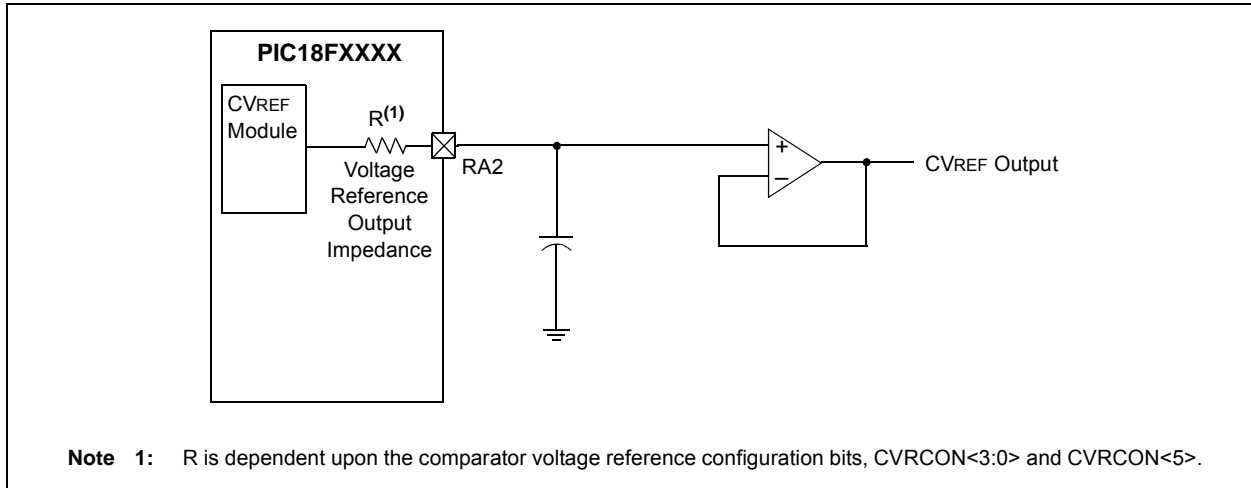 PIC18FXXXX
CVREF
Module
R(1)
Voltage
Reference
Output
Impedance
RA2
+
–
CVREF Output
Note 1: R is dependent upon the comparator voltage reference configuration bits, CVRCON<3:0> and CVRCON<5>.